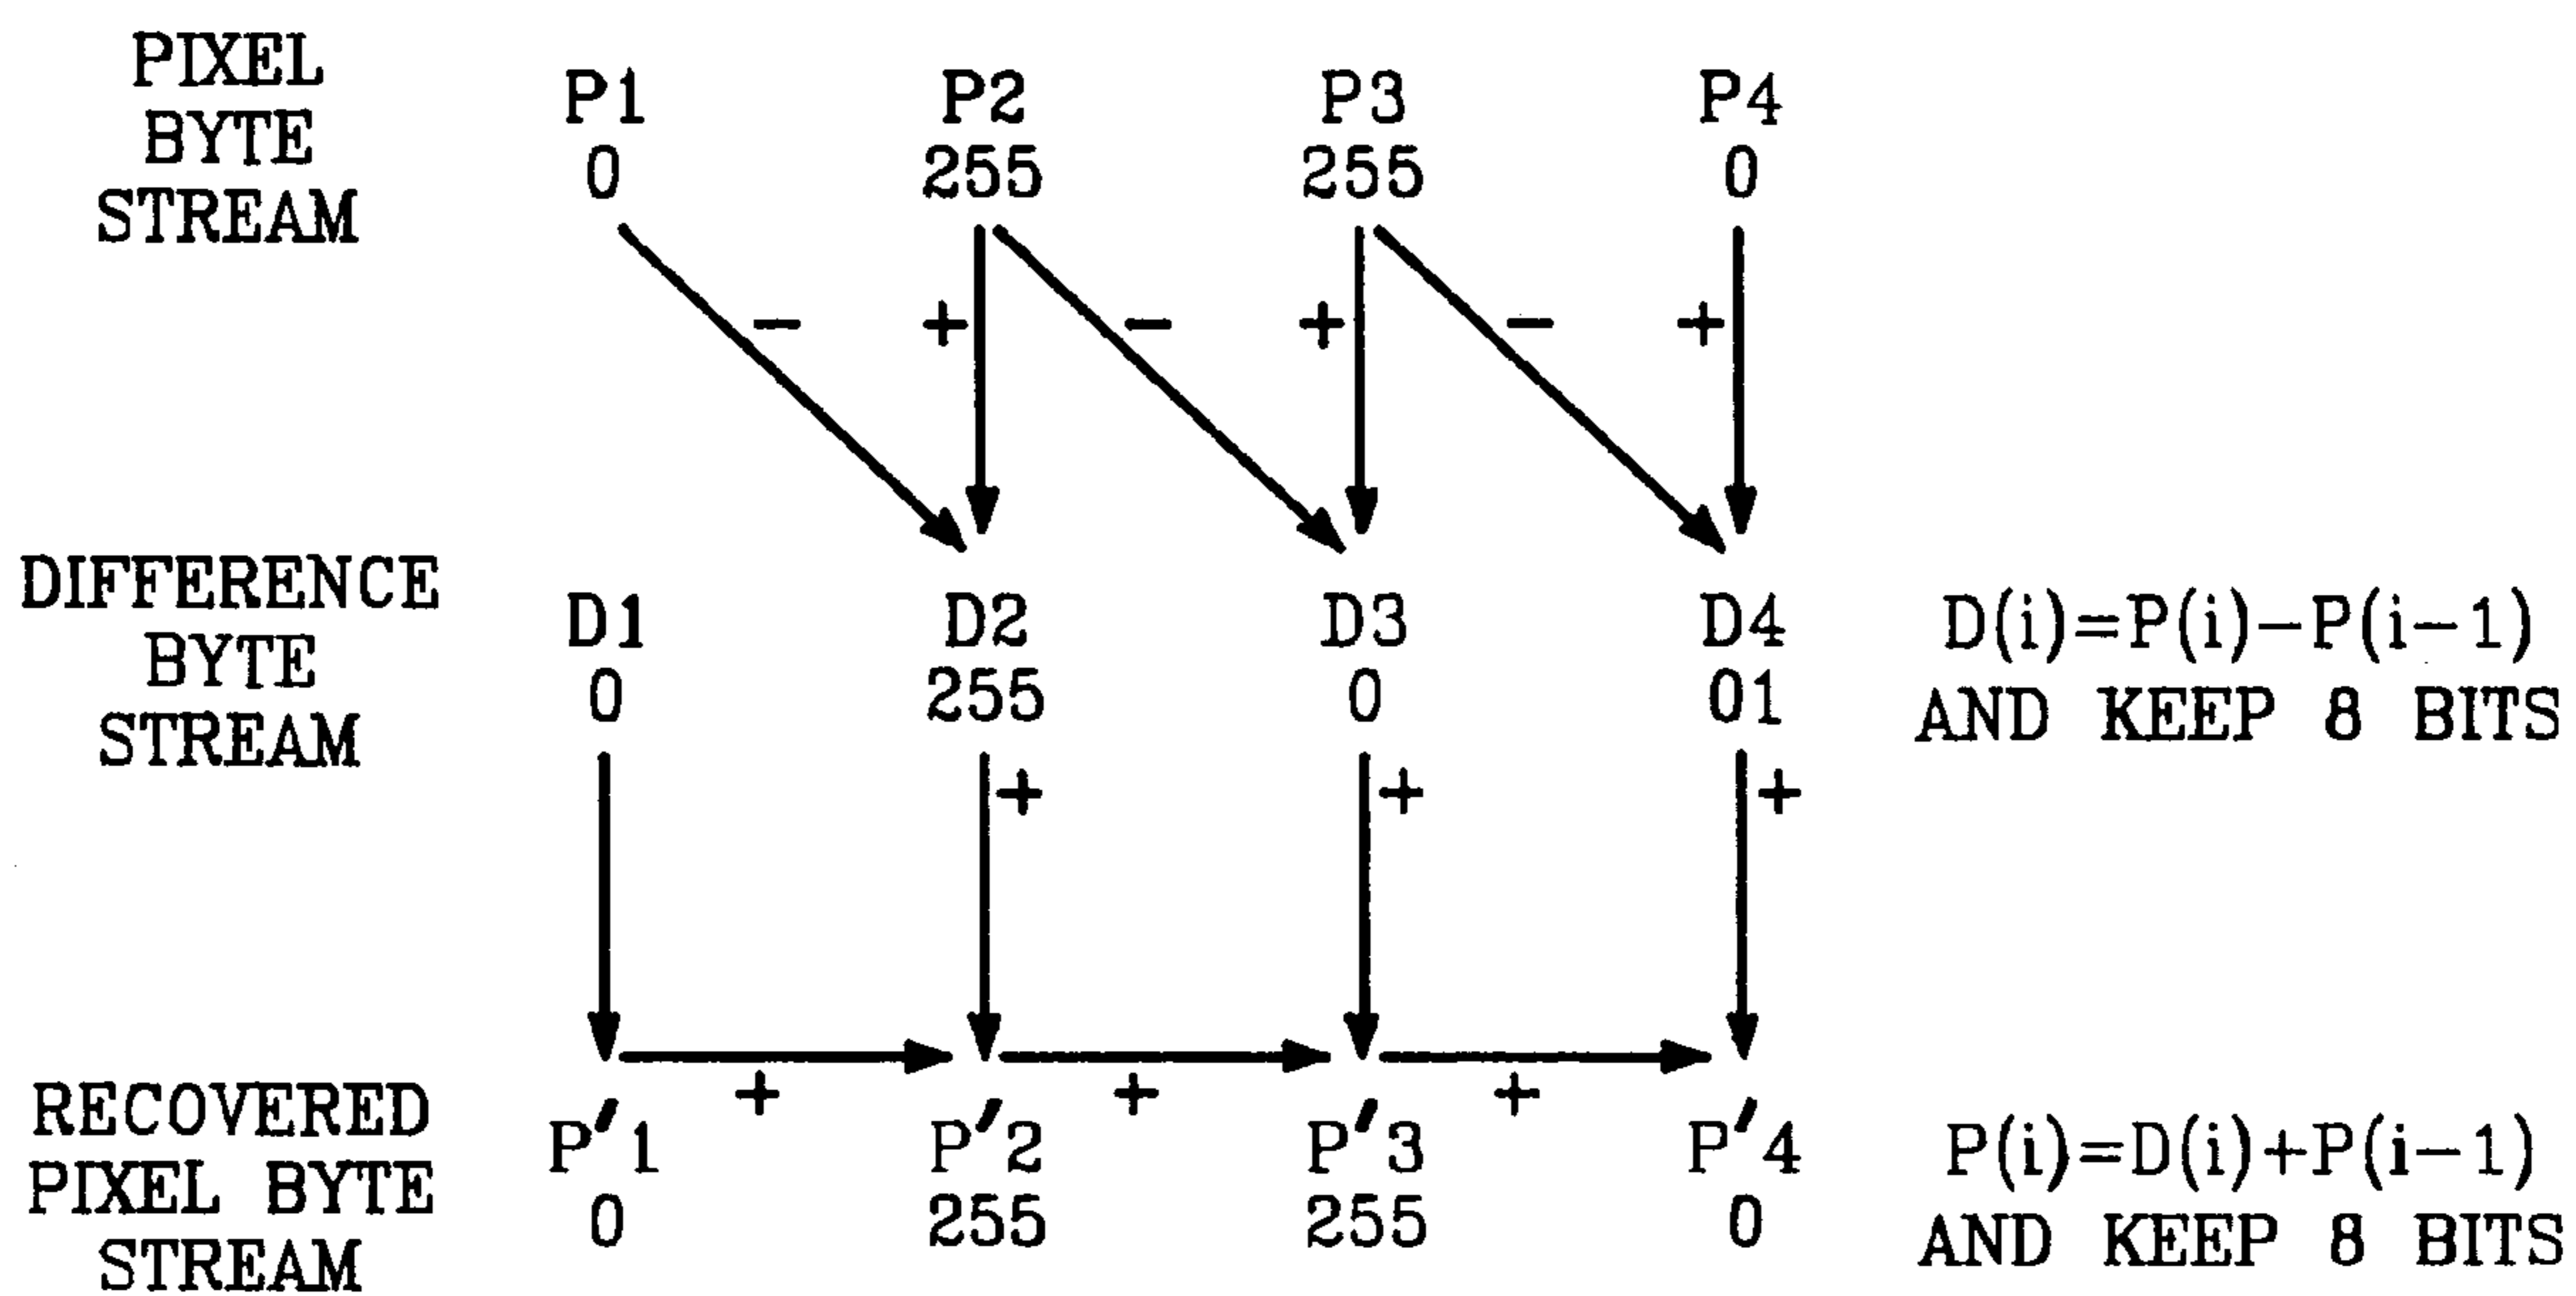 PIXEL
BYTE
STREAM
P1 P2 P3 P4
0 255 255 0
- + - + - +
DIFFERENCE
BYTE
STREAM
D1 D2 D3 D4
0 255 0 01
D(i)=P(i)-P(i-1)
AND KEEP 8 BITS
+ + +
+ + +
RECOVERED
PIXEL BYTE
STREAM
P'1 P'2 P'3 P'4
0 255 255 0
P(i)=D(i)+P(i-1)
AND KEEP 8 BITS